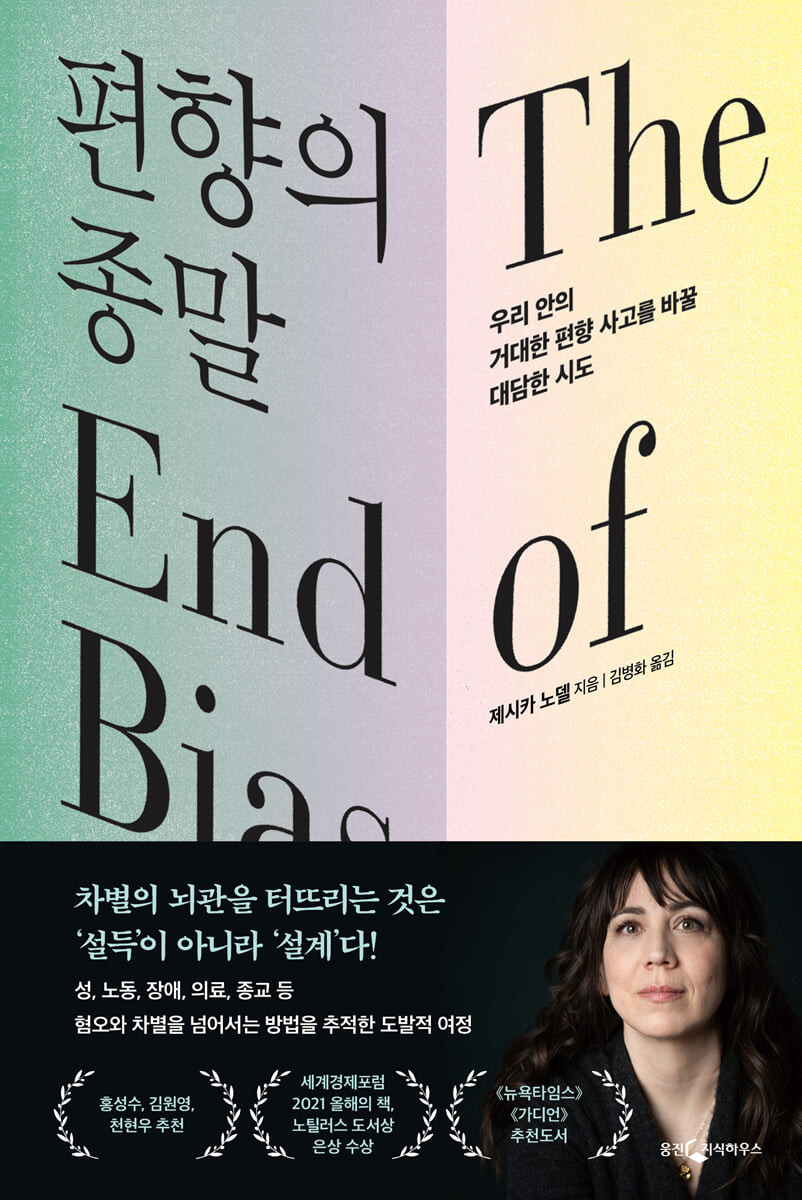 편향의
종말
The
우리 안의
거대한 편향 사고를 바꿀
대담한 시도
End
of
Bias
제시카 노델 지음 | 김병화 옮김
차별의 뇌관을 터뜨리는 것은
‘설득’이 아니라 ‘설계’다!
성, 노동, 장애, 의료, 종교 등
혐오와 차별을 넘어서는 방법을 추적한 도발적 여정
홍성수, 김원영,
천현우 추천
세계경제포럼
2021 올해의 책,
노틸러스 도서상
은상 수상
《뉴욕타임스》
《가디언》
추천도서
웅진 지식하우스